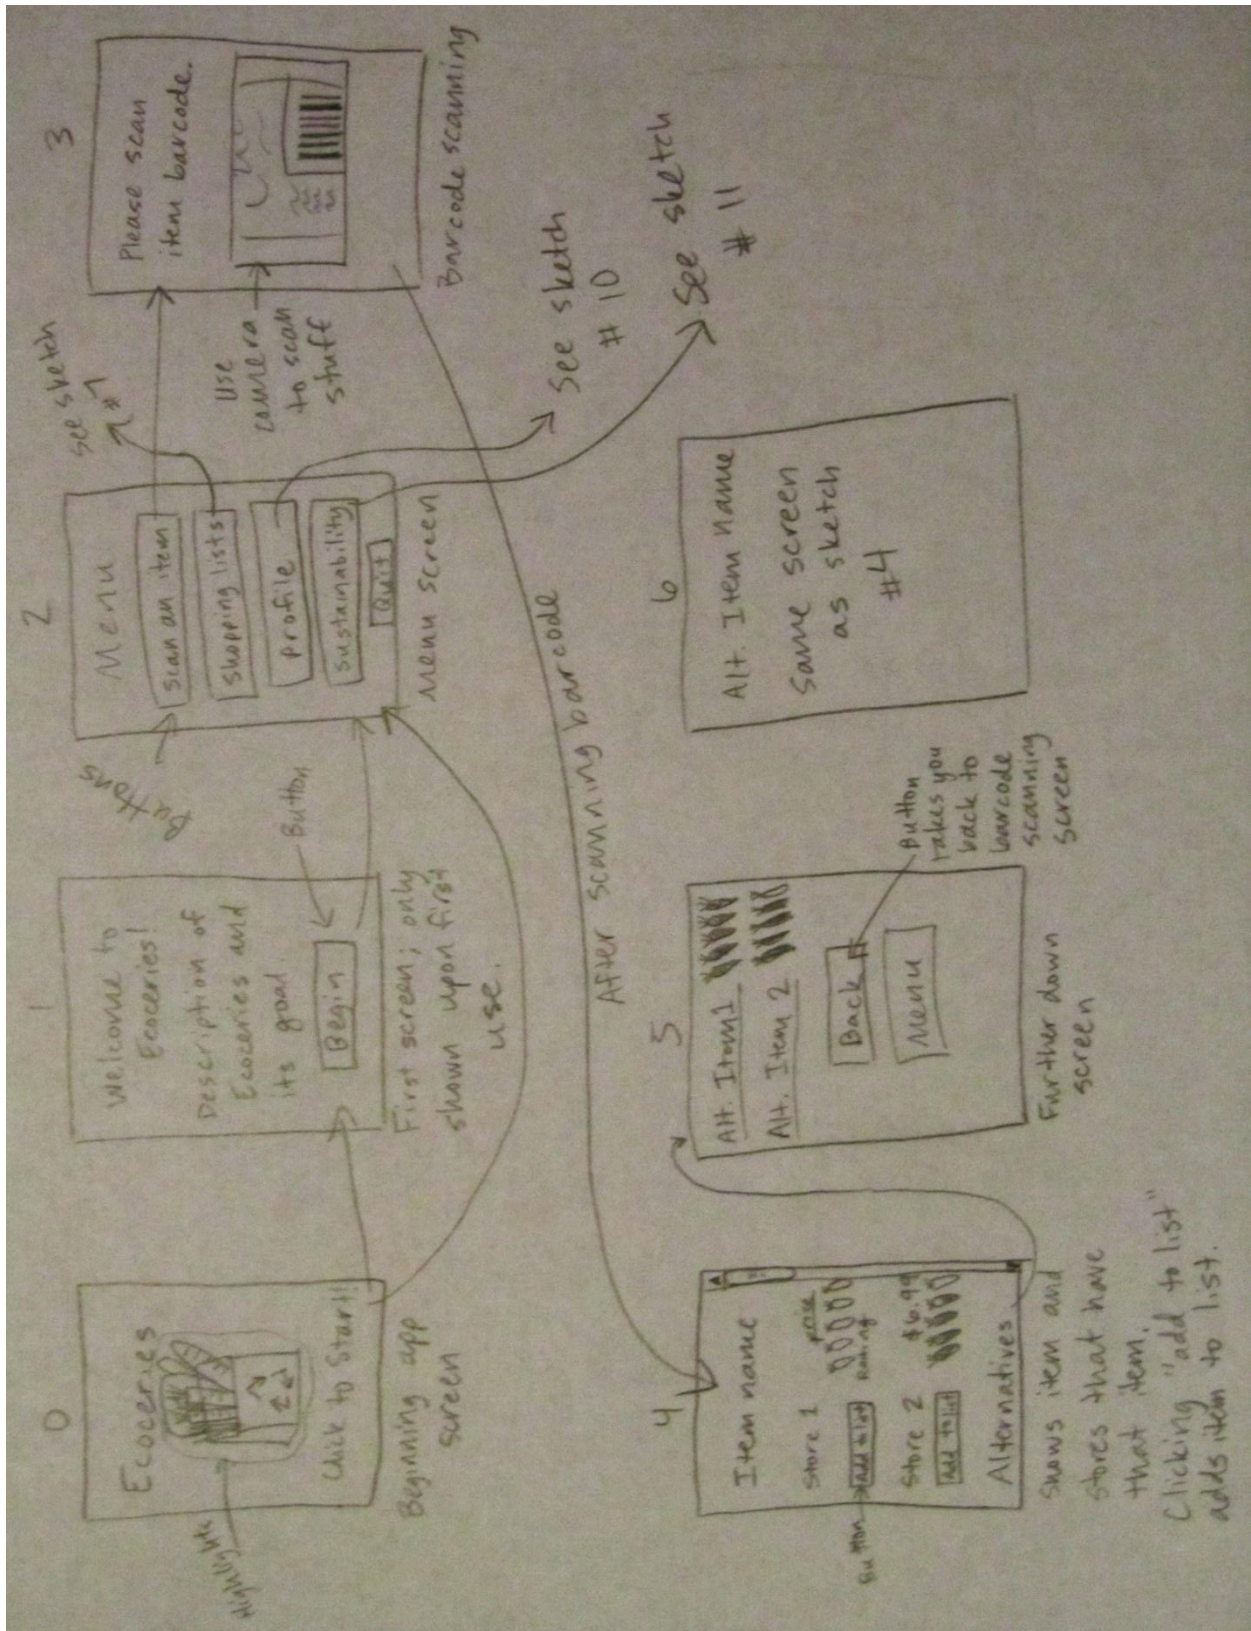 0
Ecoceries
Highlight
Click to Start!!
Beginning app
screen
1
Welcome to
Ecoceries!
Description of
Ecoceries and
its goal.
Begin
Button
First screen; only
shown upon first
use.
2
Menu
Buttons
Scan an item
Shopping lists
profile
Sustainability
Quit
Menu screen
See sketch
#7
See sketch
# 10
See sketch
# 11
3
Please scan
item barcode.
Use
camera
to scan
stuff
Barcode scanning
After scanning barcode
4
Item name
Store 1 price
Button add to list Rating
Store 2 $6.99
Add to list
Alternatives
Shows item and
stores that have
that item.
Clicking "add to list"
adds item to list.
5
Alt. Item 1
Alt. Item 2
Back
Menu
Button
takes you
back to
barcode
scanning
screen
Further down
screen
6
Alt. Item name
Same screen
as sketch
#4